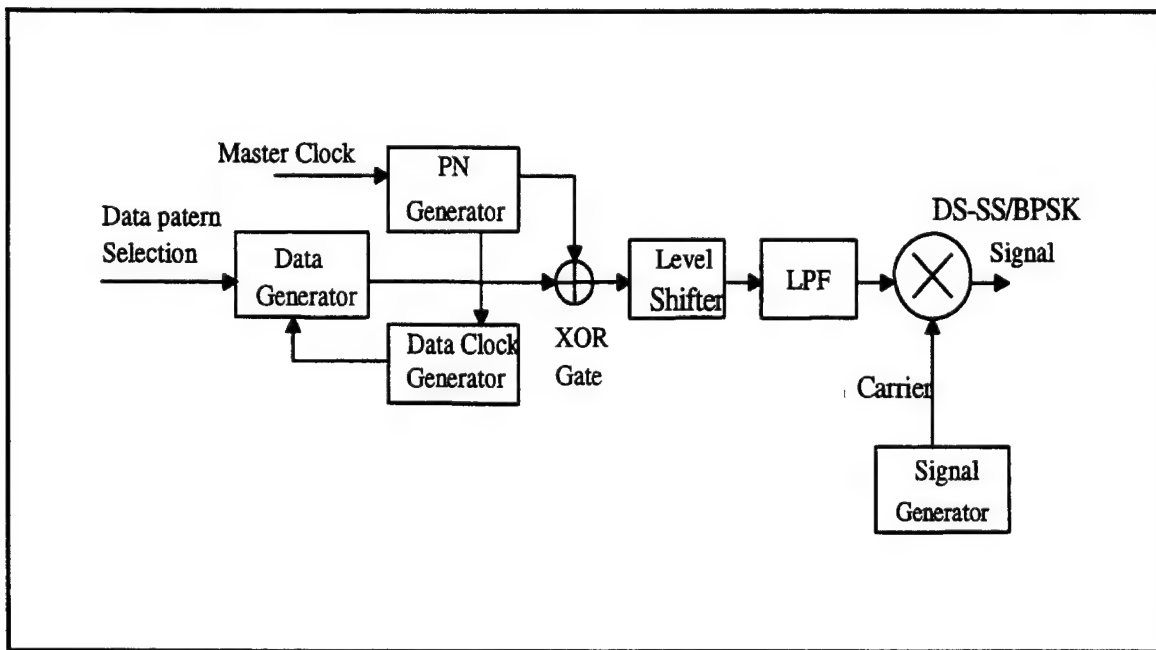 Master Clock
PN
Generator
Data patern
Selection
Data
Generator
Data Clock
Generator
XOR
Gate
Level
Shifter
LPF
DS-SS/BPSK
Signal
Carrier
Signal
Generator